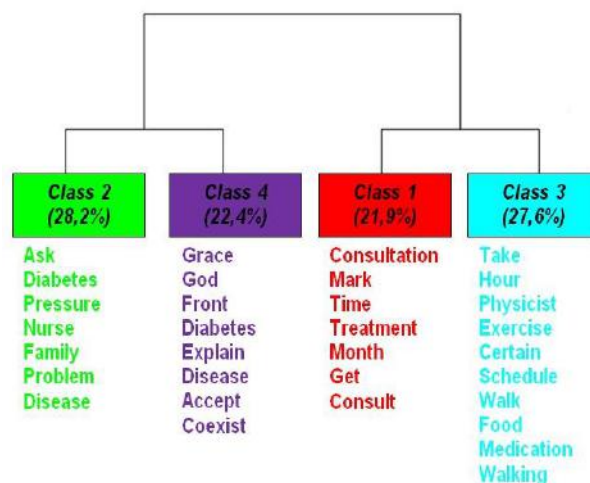 Class 2
(28,2%)
Ask
Diabetes
Pressure
Nurse
Family
Problem
Disease
Class 4
(22,4%)
Grace
God
Front
Diabetes
Explain
Disease
Accept
Coexist
Class 1
(21,9%)
Consultation
Mark
Time
Treatment
Month
Get
Consult
Class 3
(27,6%)
Take
Hour
Physicist
Exercise
Certain
Schedule
Walk
Food
Medication
Walking